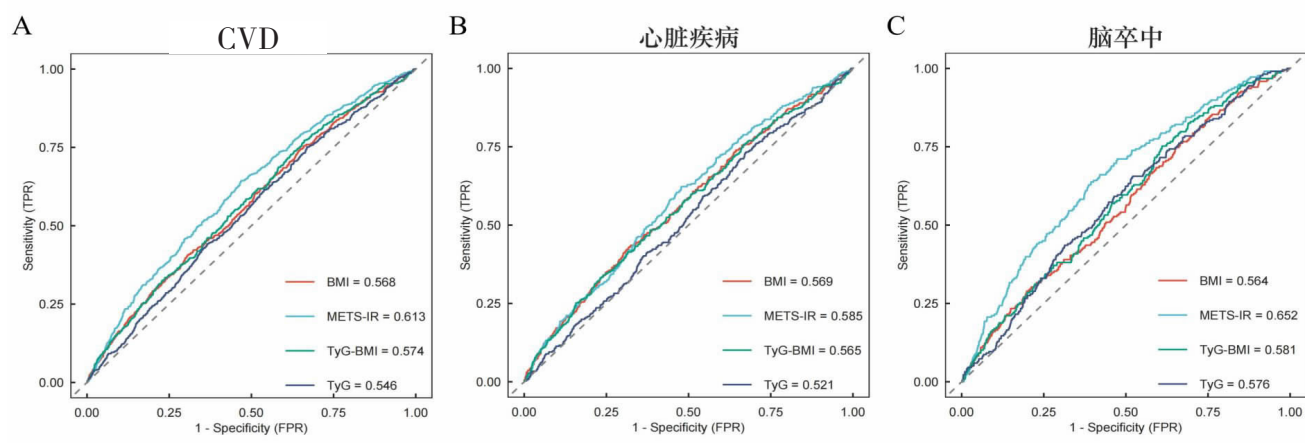 A
CVD
1.00
0.75
0.50
0.25
0.00
Sensitivity (TPR)
BMI = 0.568
METS-IR = 0.613
TyG-BMI = 0.574
TyG = 0.546
0.00 0.25 0.50 0.75 1.00
1 - Specificity (FPR)
B
心脏疾病
1.00
0.75
0.50
0.25
0.00
Sensitivity (TPR)
BMI = 0.569
METS-IR = 0.585
TyG-BMI = 0.565
TyG = 0.521
0.00 0.25 0.50 0.75 1.00
1 - Specificity (FPR)
C
脑卒中
1.00
0.75
0.50
0.25
0.00
Sensitivity (TPR)
BMI = 0.564
METS-IR = 0.652
TyG-BMI = 0.581
TyG = 0.576
0.00 0.25 0.50 0.75 1.00
1 - Specificity (FPR)